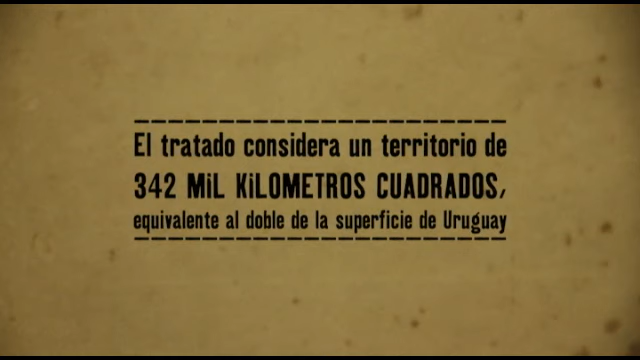 El tratado considera un territorio de
342 MiL KiLOMETROS CUADRADOS,
equivalente al doble de la superficie de Uruguay